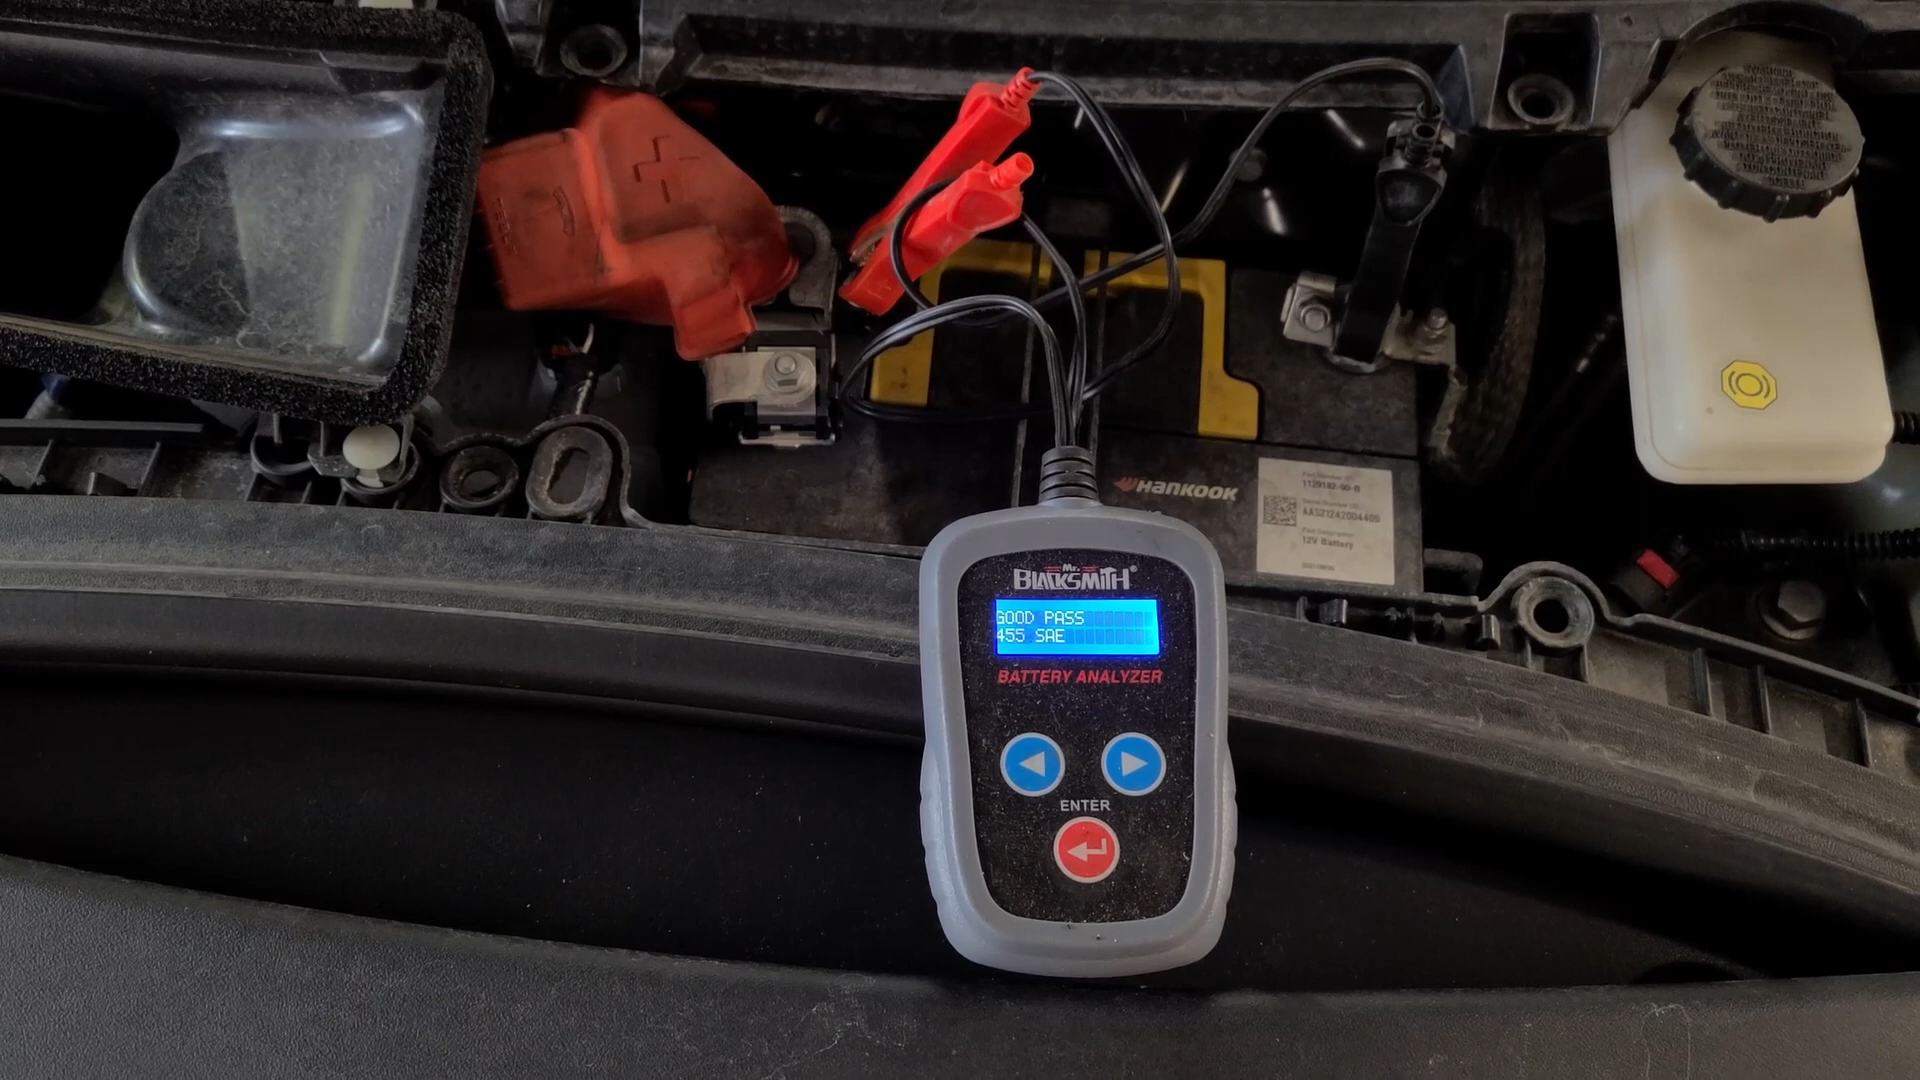 HANKOOK
1129182-00-B
12V Battery
Mr.
BLACKSMITH®
GOOD PASS
455 SAE
BATTERY ANALYZER
ENTER